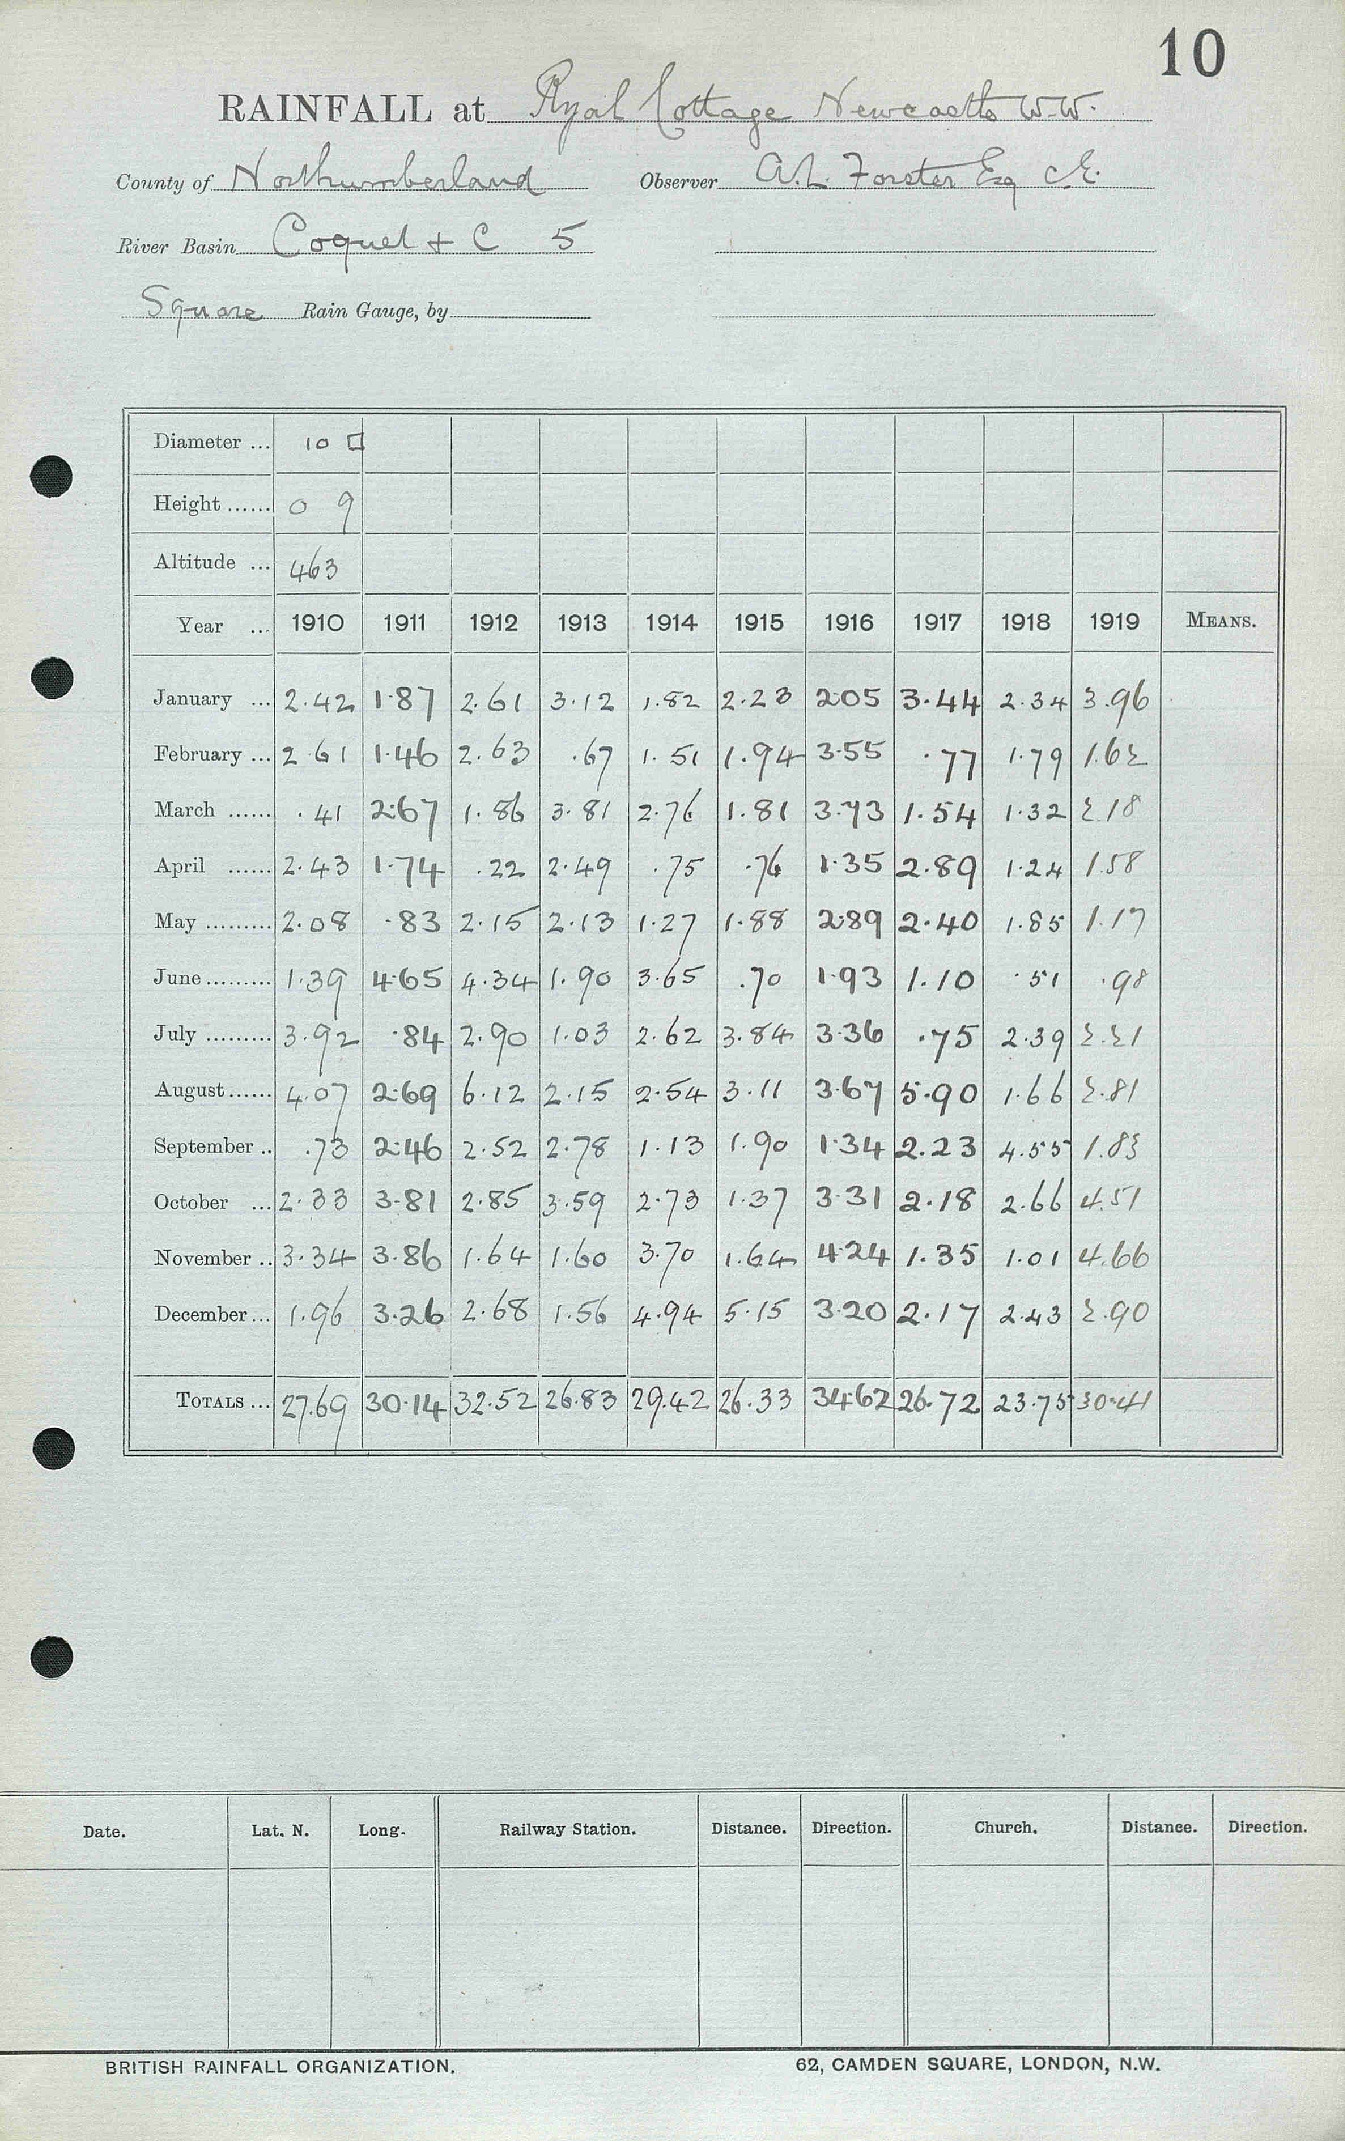 10
RAINFALL at Ryal Cottage Newcastle W.W.
County of Northumberland Observer A.L. Forster Esq C.E.
River Basin Coquet + C 5
Square Rain Gauge, by
Diameter ... 10 □
Height ...... 0 9
Altitude ... 463
Year ... 1910 1911 1912 1913 1914 1915 1916 1917 1918 1919 MEANS.
January ... 2.42 1.87 2.61 3.12 1.82 2.23 2.05 3.44 2.34 3.96
February ... 2.61 1.46 2.63 .67 1.51 1.94 3.55 .77 1.79 1.62
March ...... .41 2.67 1.86 3.81 2.76 1.81 3.73 1.54 1.32 2.18
April ...... 2.43 1.74 .22 2.49 .75 .76 1.35 2.89 1.24 1.58
May ......... 2.08 .83 2.15 2.13 1.27 1.88 2.89 2.40 1.85 1.17
June ......... 1.39 4.65 4.34 1.90 3.65 .70 1.93 1.10 .51 .98
July ......... 3.92 .84 2.90 1.03 2.62 3.84 3.36 .75 2.39 2.21
August ...... 4.07 2.69 6.12 2.15 2.54 3.11 3.67 5.90 1.66 2.81
September .. .73 2.46 2.52 2.78 1.13 1.90 1.34 2.23 4.55 1.83
October ... 2.33 3.81 2.85 3.59 2.73 1.37 3.31 2.18 2.66 4.51
November .. 3.34 3.86 1.64 1.60 3.70 1.64 4.24 1.35 1.01 4.66
December ... 1.96 3.26 2.68 1.56 4.94 5.15 3.20 2.17 2.43 2.90
TOTALS ... 27.69 30.14 32.52 26.83 29.42 26.33 34.62 26.72 23.75 30.41
Date. Lat. N. Long. Railway Station. Distance. Direction. Church. Distance. Direction.
BRITISH RAINFALL ORGANIZATION. 62, CAMDEN SQUARE, LONDON, N.W.